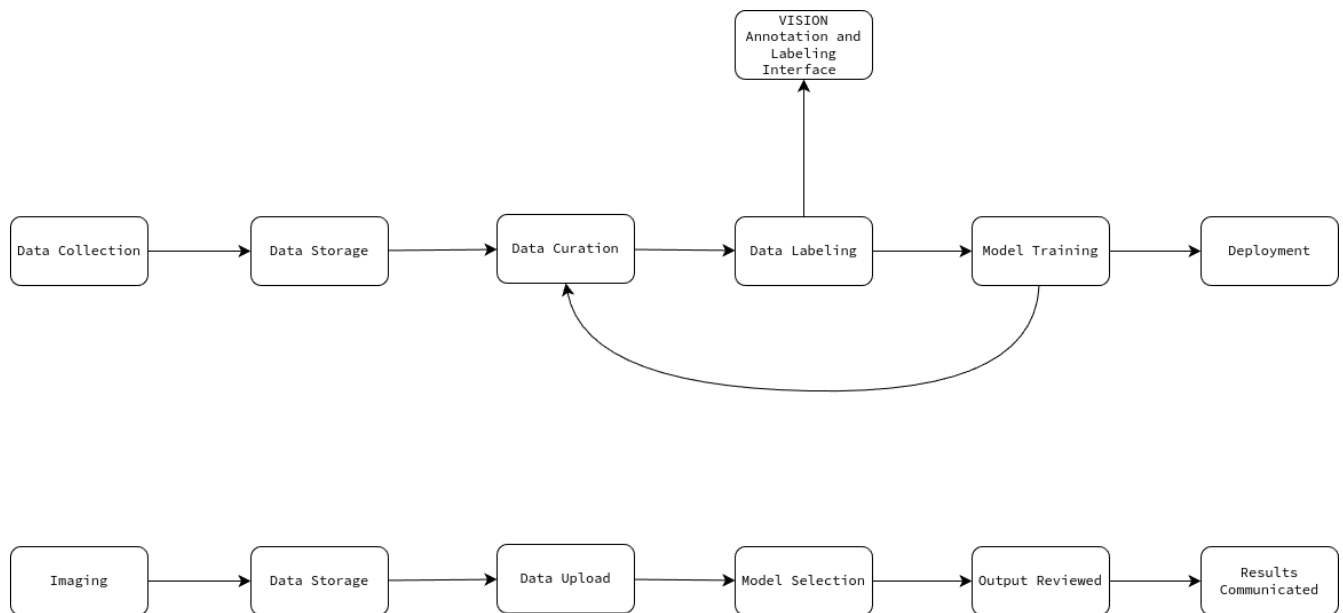 VISION
Annotation and
Labeling
Interface
Data Collection
Data Storage
Data Curation
Data Labeling
Model Training
Deployment
Imaging
Data Storage
Data Upload
Model Selection
Output Reviewed
Results
Communicated